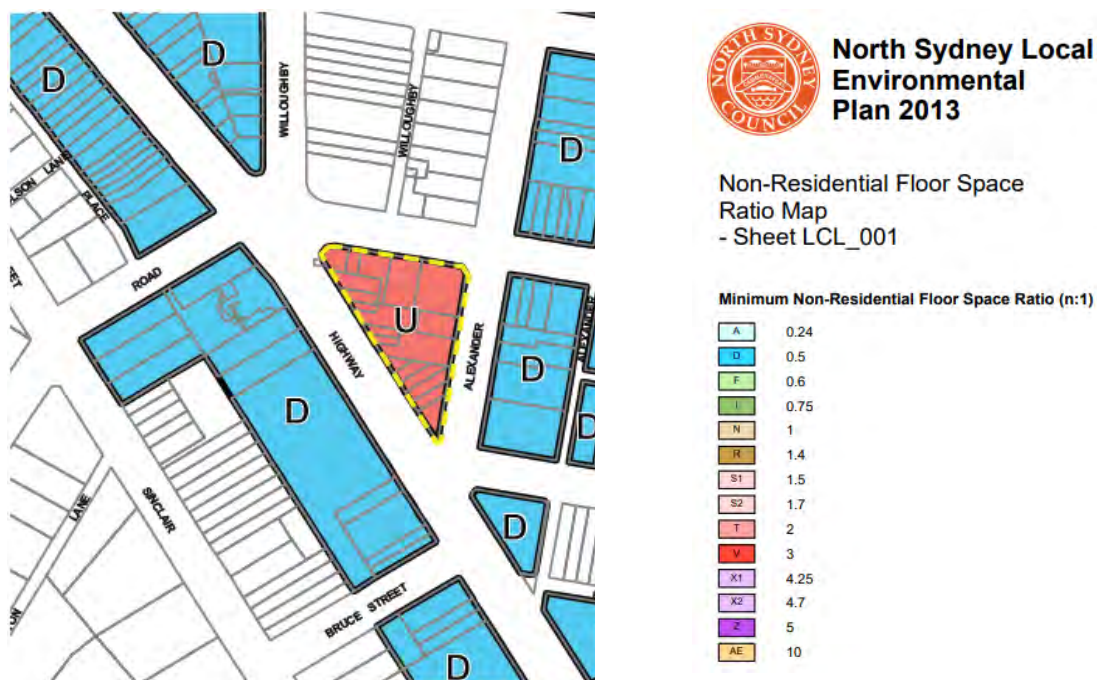 D
D
WILLOUGHBY
WILLOUGHBY
D
LANE
PLACE
ROAD
U
HIGHWAY
ALEXANDER
ALEXANDER
D
D
D
SINCLAIR
LANE
D
BRUCE STREET
D
NORTH SYDNEY
COUNCIL
North Sydney Local
Environmental
Plan 2013
Non-Residential Floor Space
Ratio Map
- Sheet LCL_001
Minimum Non-Residential Floor Space Ratio (n:1)
A 0.24
D 0.5
F 0.6
I 0.75
N 1
R 1.4
S1 1.5
S2 1.7
T 2
V 3
X1 4.25
X2 4.7
Z 5
AE 10